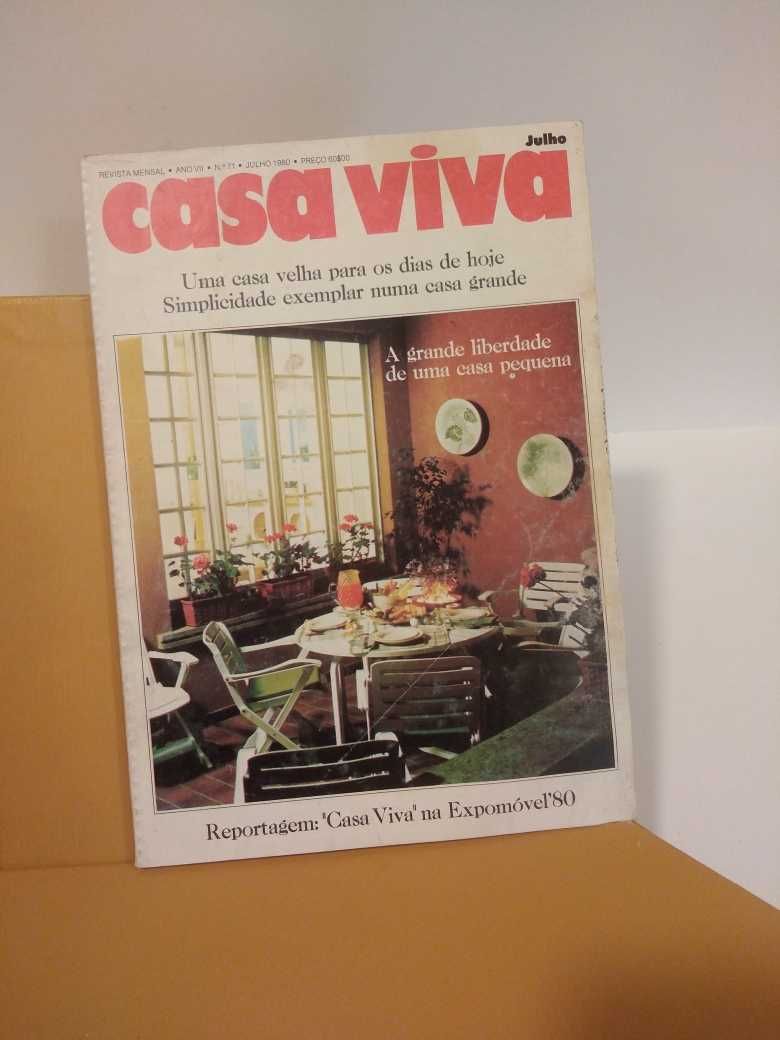 Julho
REVISTA MENSAL • ANO VII • N.º 71 • JULHO 1980 • PREÇO 60$00
casa viva
Uma casa velha para os dias de hoje
Simplicidade exemplar numa casa grande
A grande liberdade
de uma casa pequena
Reportagem: "Casa Viva" na Expomóvel'80